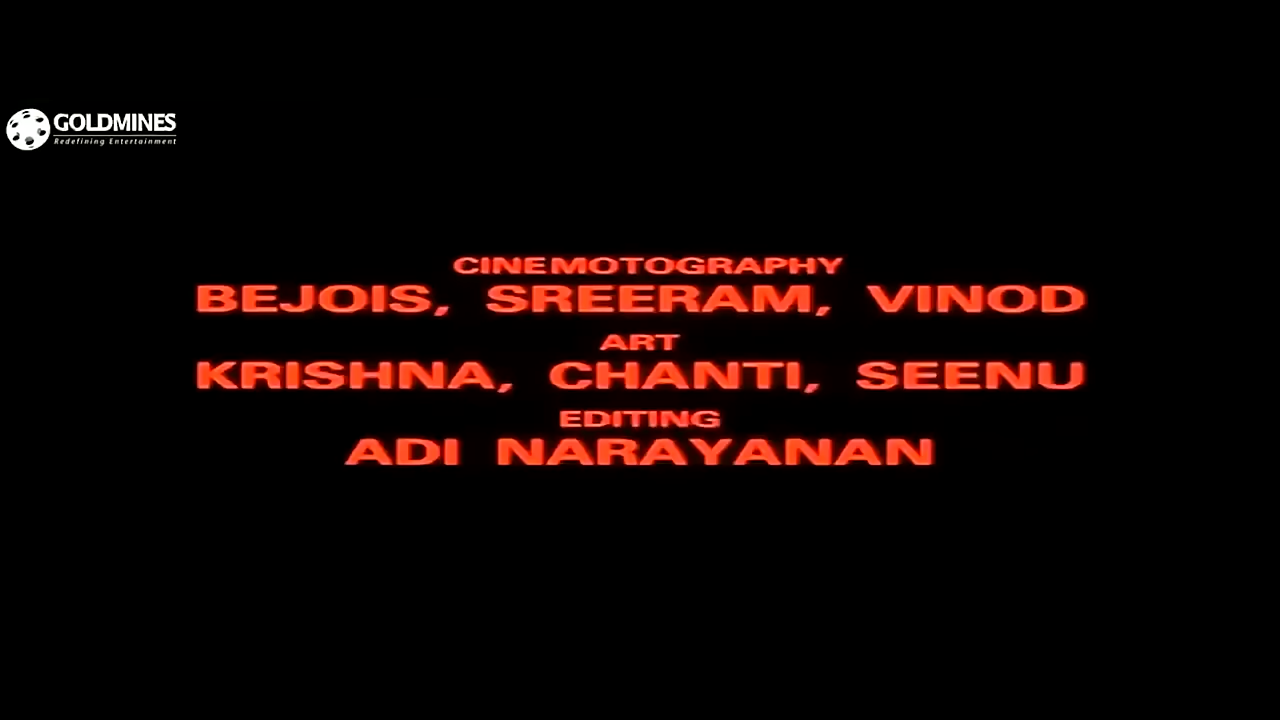 GOLDMINES
Redefining Entertainment
CINEMOTOGRAPHY
BEJOIS, SREERAM, VINOD
ART
KRISHNA, CHANTI, SEENU
EDITING
ADI NARAYANAN